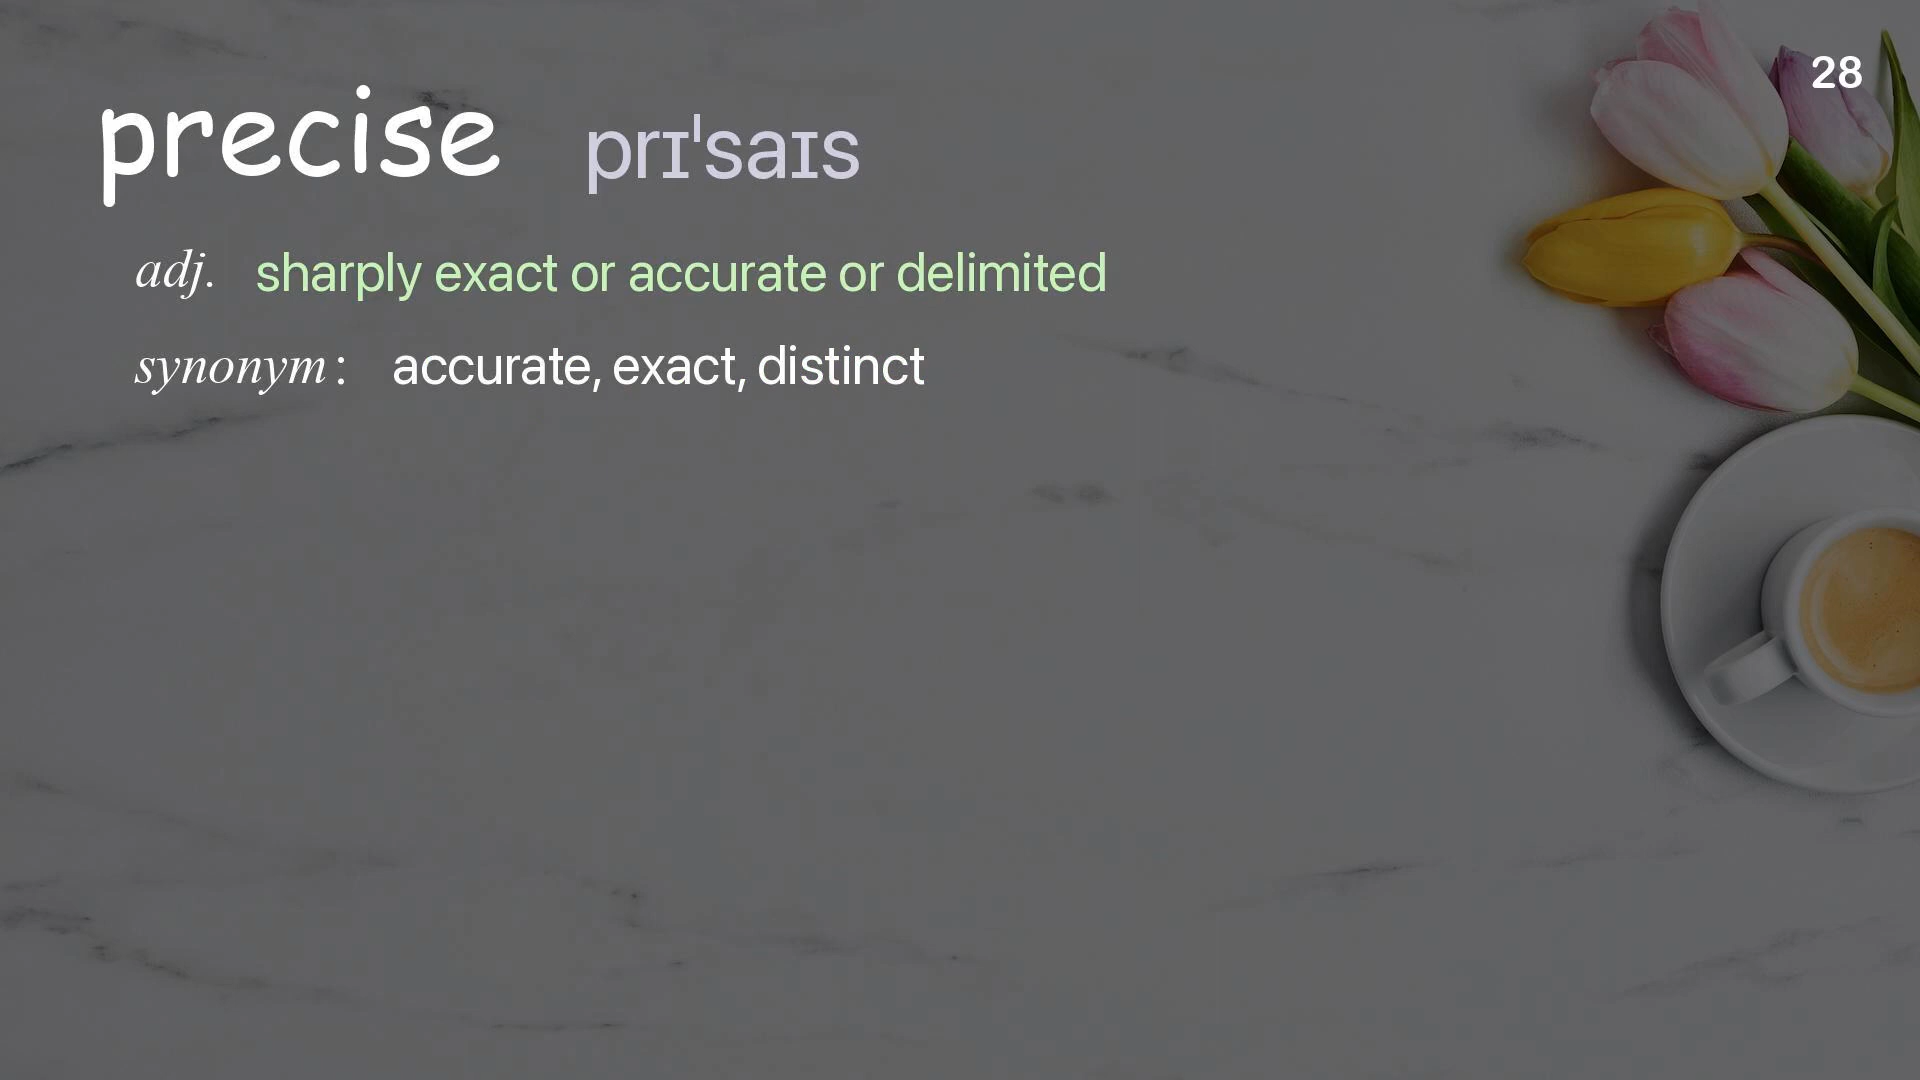 28
precise prɪˈsaɪs
adj. sharply exact or accurate or delimited
synonym: accurate, exact, distinct